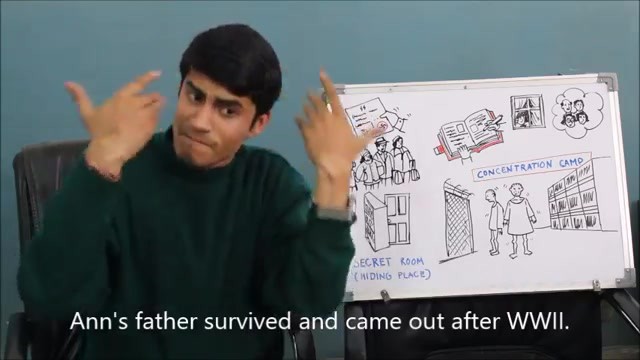 CONCENTRATION CAMP
SECRET ROOM
(HIDING PLACE)
Ann's father survived and came out after WWII.